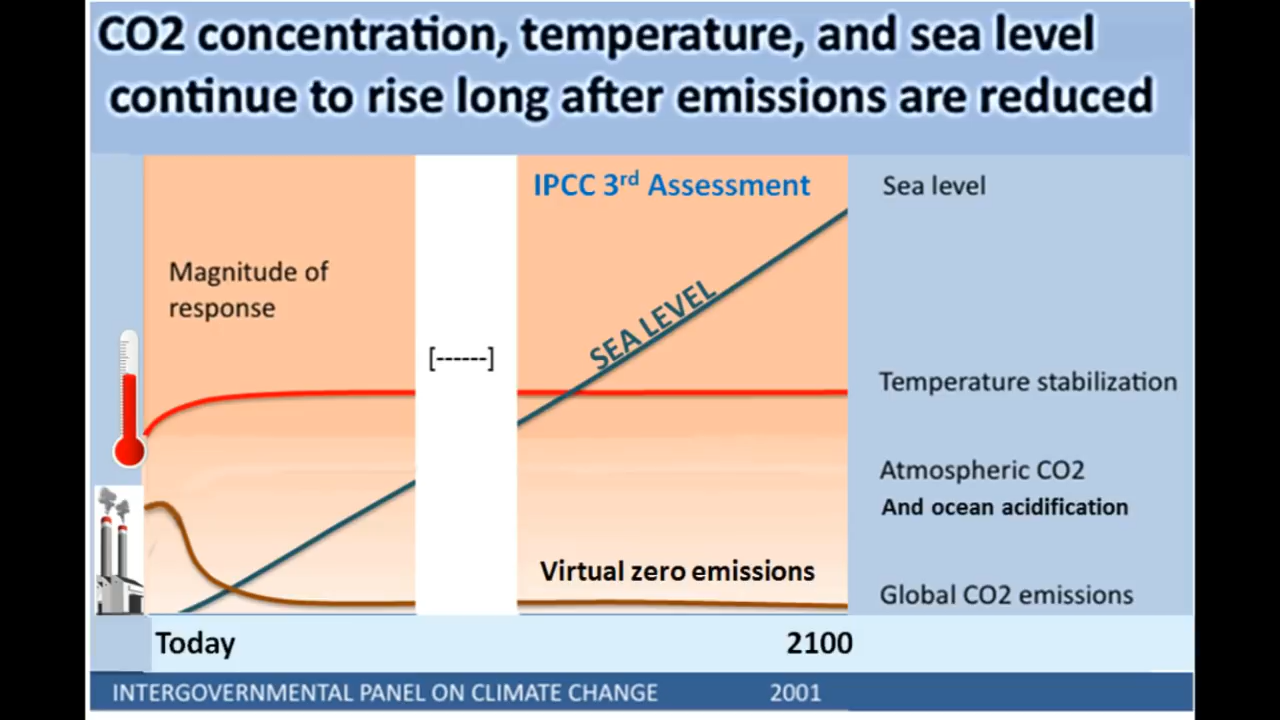 CO2 concentration, temperature, and sea level
continue to rise long after emissions are reduced
IPCC 3rd Assessment
Sea level
Magnitude of
response
SEA LEVEL
[------]
Temperature stabilization
Atmospheric CO2
And ocean acidification
Virtual zero emissions
Global CO2 emissions
Today 2100
INTERGOVERNMENTAL PANEL ON CLIMATE CHANGE 2001